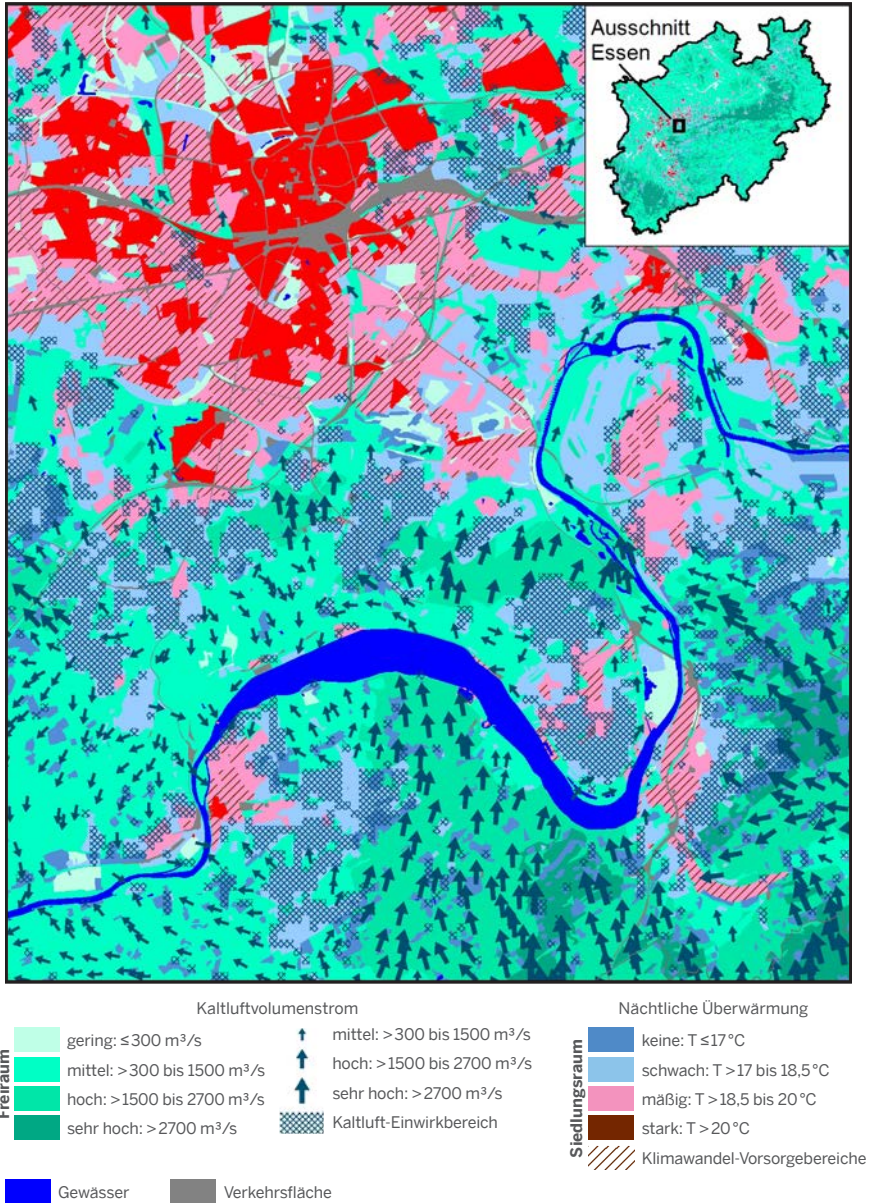 Ausschnitt
Essen
Kaltluftvolumenstrom
Freiraum
gering: ≤300 m³/s
mittel: >300 bis 1500 m³/s
hoch: >1500 bis 2700 m³/s
sehr hoch: >2700 m³/s
mittel: >300 bis 1500 m³/s
hoch: >1500 bis 2700 m³/s
sehr hoch: >2700 m³/s
Kaltluft-Einwirkbereich
Nächtliche Überwärmung
Siedlungsraum
keine: T ≤17°C
schwach: T >17 bis 18,5°C
mäßig: T >18,5 bis 20°C
stark: T >20°C
Klimawandel-Vorsorgebereiche
Gewässer
Verkehrsfläche